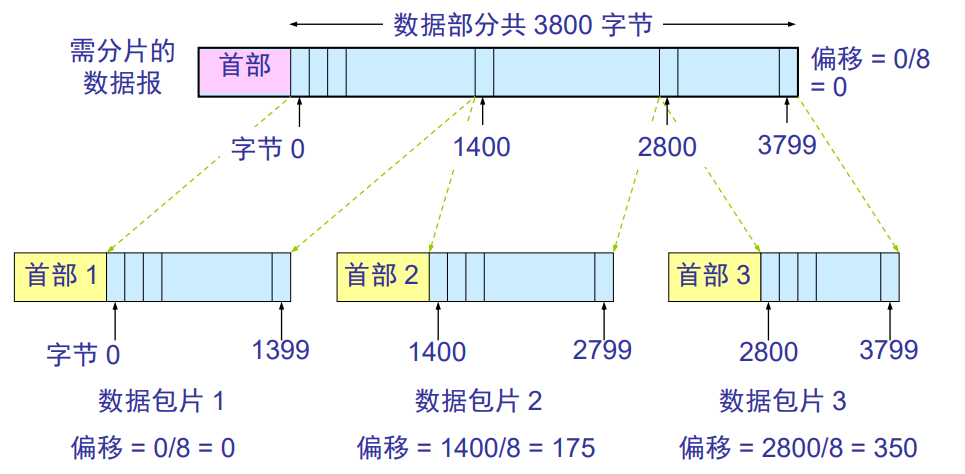 数据部分共 3800 字节
需分片的
数据报
首部
偏移 = 0/8
= 0
字节 0
1400
2800
3799
首部 1
首部 2
首部 3
字节 0
1399
1400
2799
2800
3799
数据包片 1
数据包片 2
数据包片 3
偏移 = 0/8 = 0
偏移 = 1400/8 = 175
偏移 = 2800/8 = 350